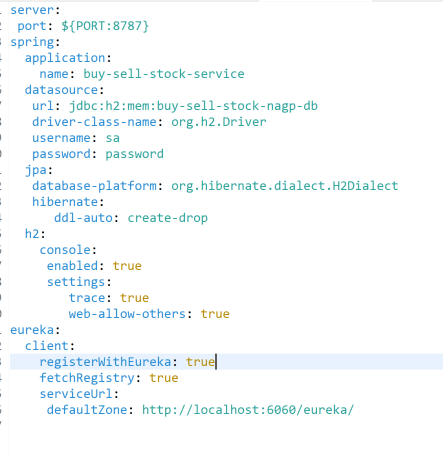 server:
 port: ${PORT:8787}
spring:
  application:
    name: buy-sell-stock-service
  datasource:
   url: jdbc:h2:mem:buy-sell-stock-nagp-db
   driver-class-name: org.h2.Driver
   username: sa
   password: password
  jpa:
   database-platform: org.hibernate.dialect.H2Dialect
   hibernate:
      ddl-auto: create-drop
  h2:
    console:
     enabled: true
     settings:
        trace: true
        web-allow-others: true
eureka:
  client:
    registerWithEureka: true
    fetchRegistry: true
    serviceUrl:
     defaultZone: http://localhost:6060/eureka/